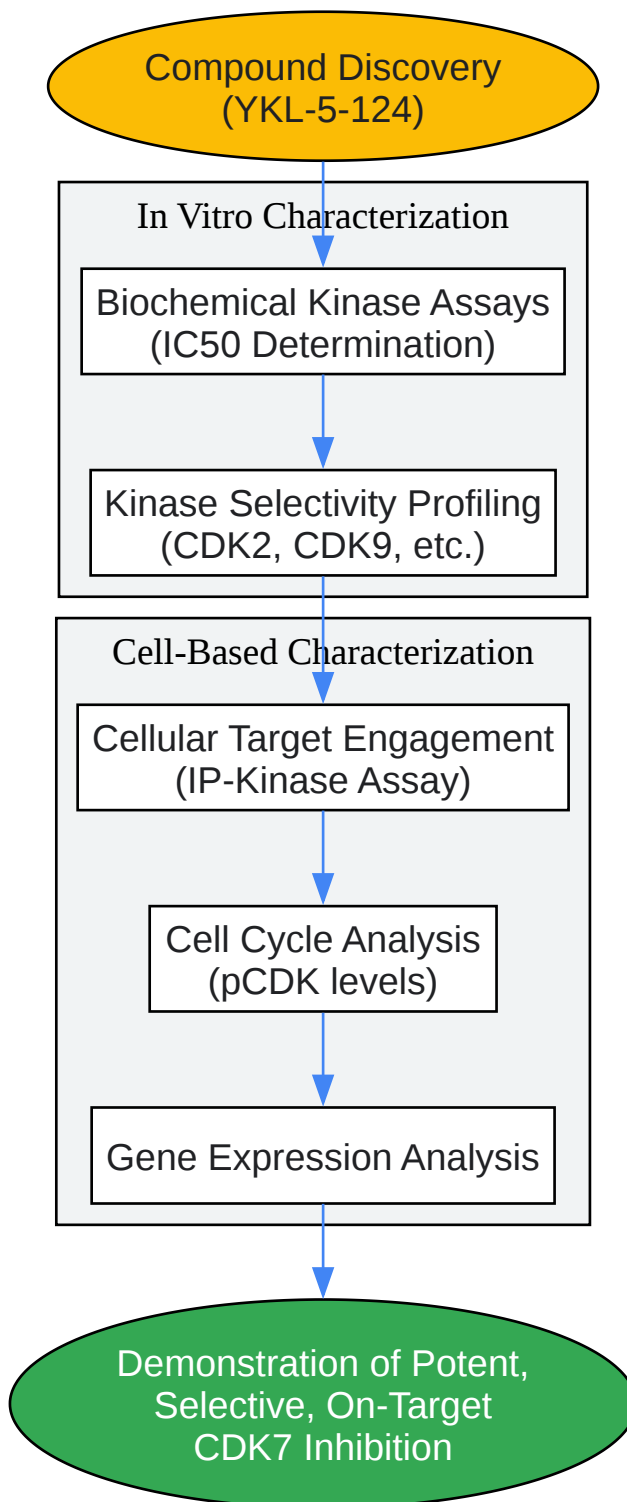 Compound Discovery
(YKL-5-124)
In Vitro Characterization
Biochemical Kinase Assays
(IC50 Determination)
Kinase Selectivity Profiling
(CDK2, CDK9, etc.)
Cell-Based Characterization
Cellular Target Engagement
(IP-Kinase Assay)
Cell Cycle Analysis
(pCDK levels)
Gene Expression Analysis
Demonstration of Potent,
Selective, On-Target
CDK7 Inhibition